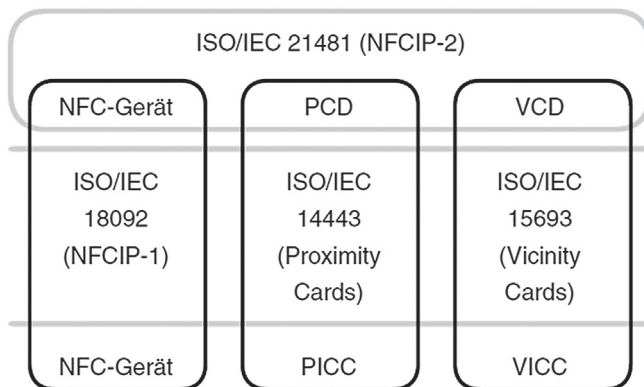 ISO/IEC 21481 (NFCIP-2)
NFC-Gerät
PCD
VCD
ISO/IEC
18092
(NFCIP-1)
ISO/IEC
14443
(Proximity
Cards)
ISO/IEC
15693
(Vicinity
Cards)
NFC-Gerät
PICC
VICC